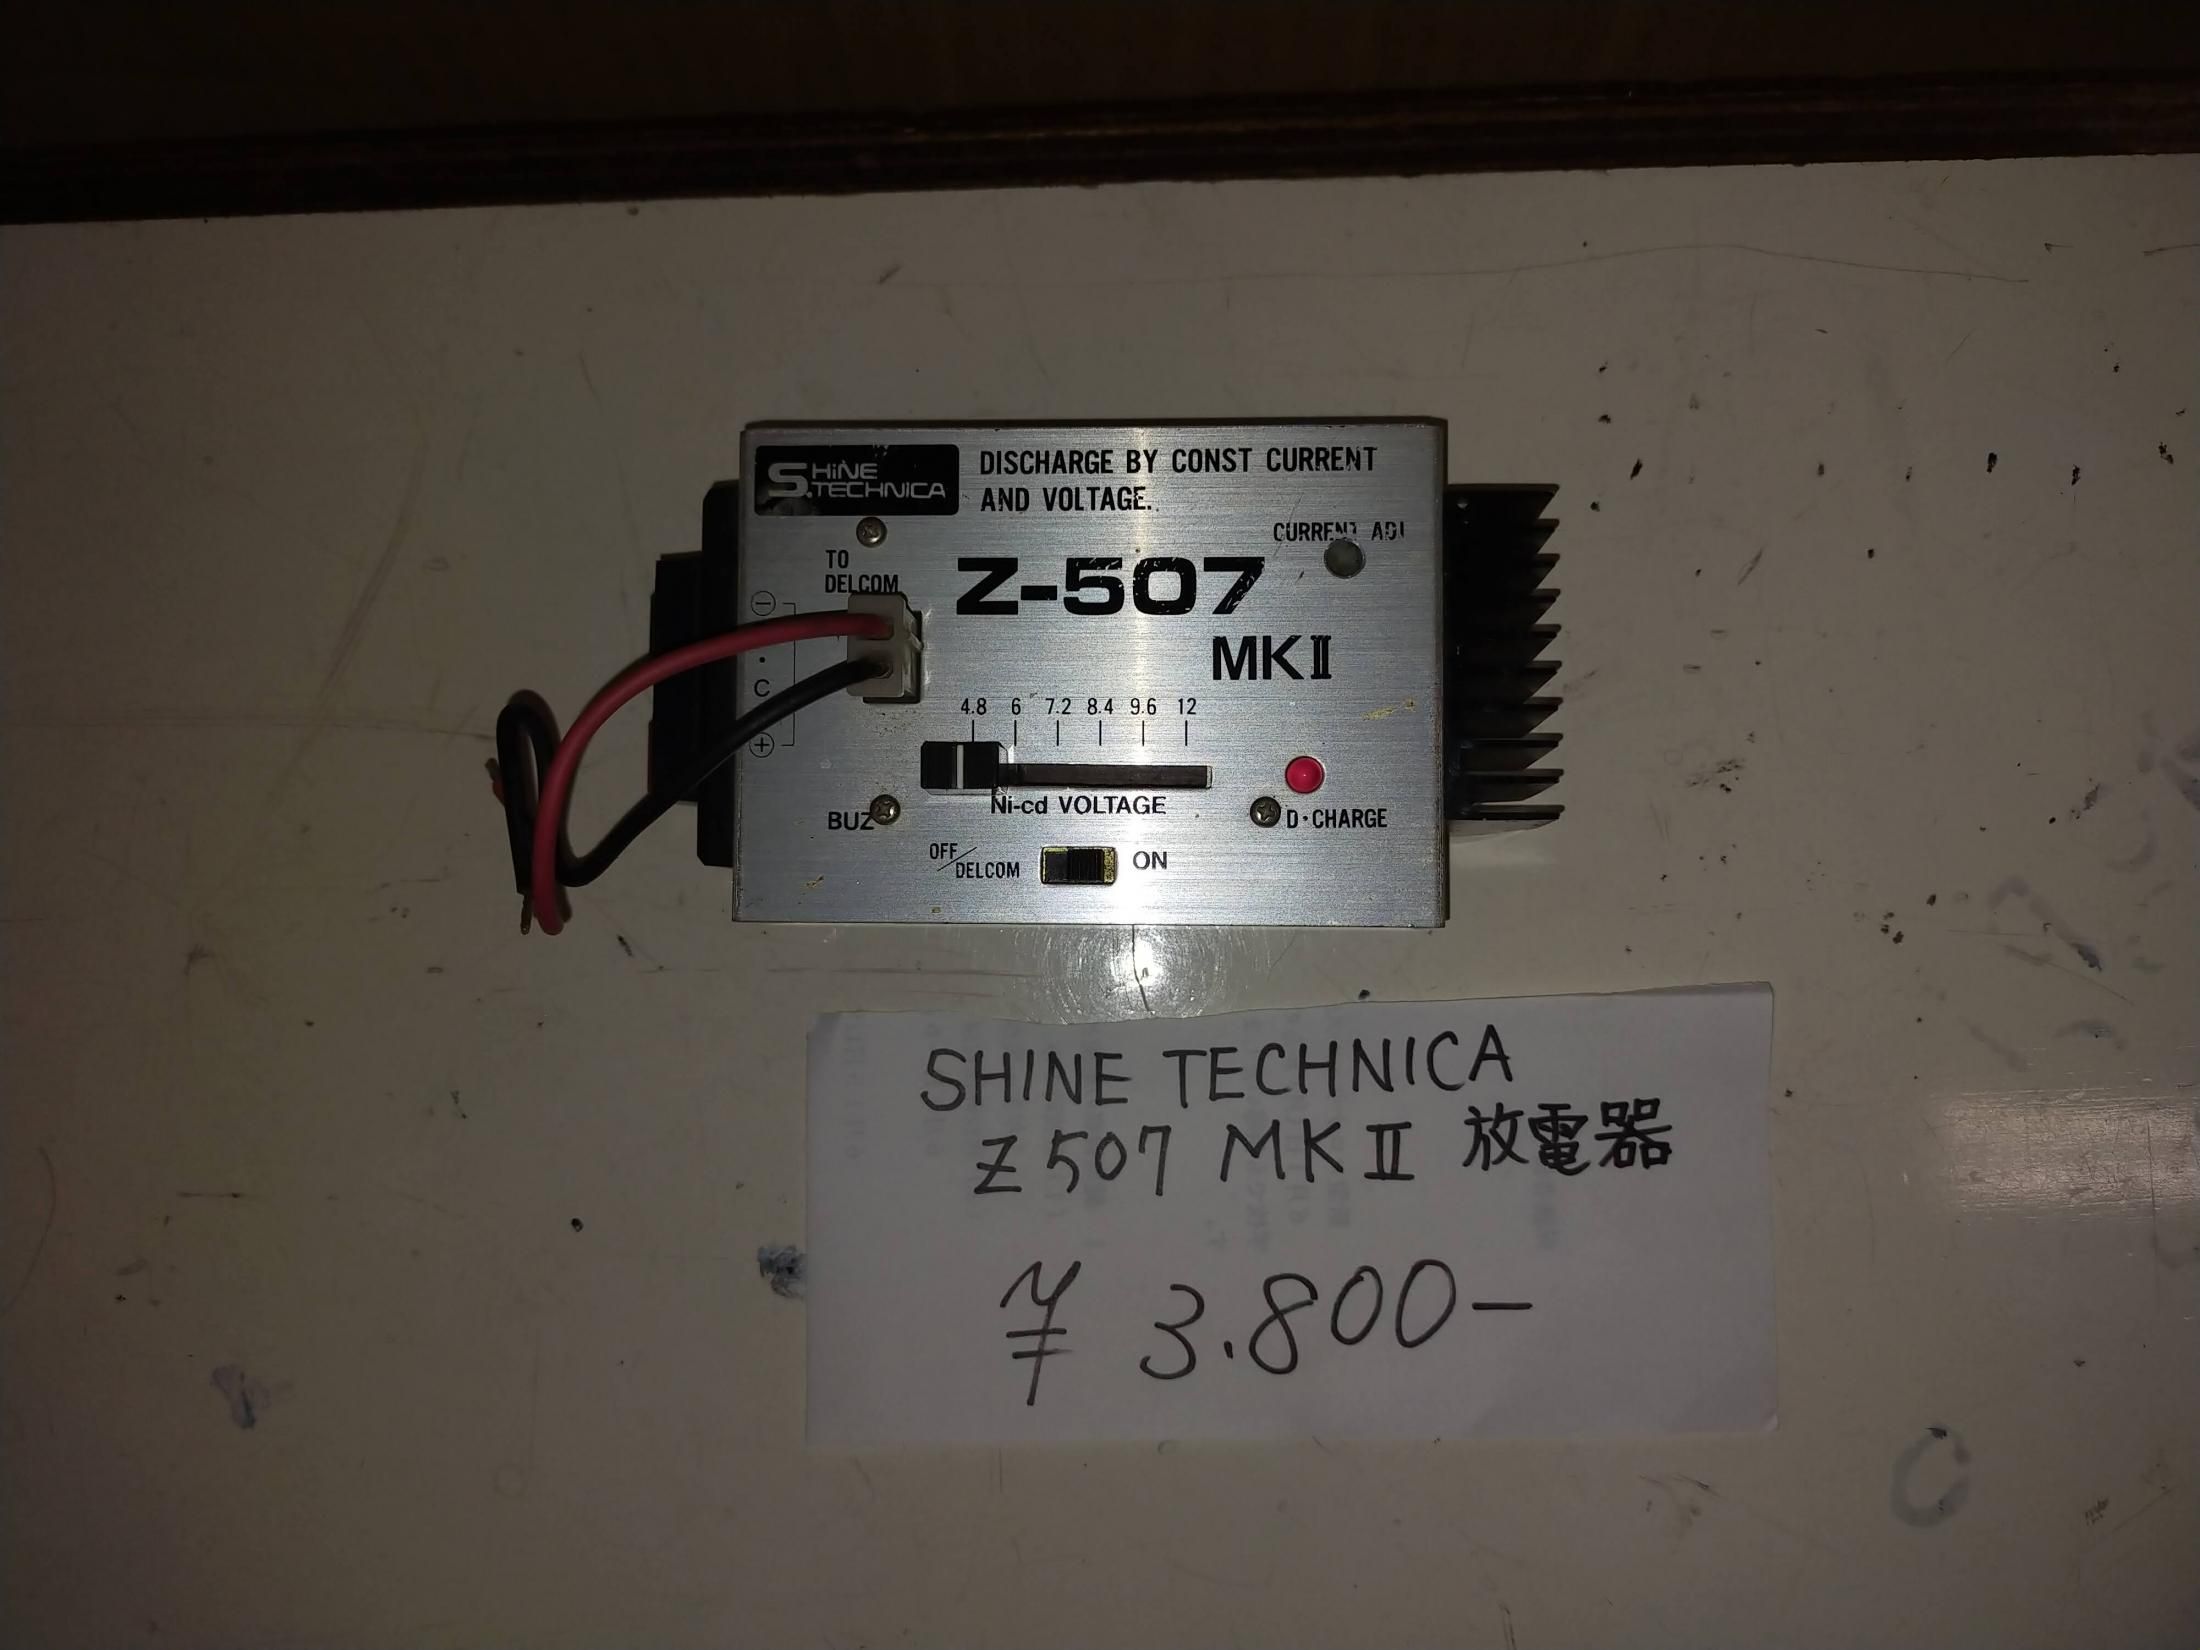 SHINE
S.TECHNICA
DISCHARGE BY CONST CURRENT
AND VOLTAGE.
CURRENT ADJ
TO
DELCOM
Z-507
MKⅡ
⊖
C
⊕
4.8 6 7.2 8.4 9.6 12
Ni-cd VOLTAGE
BUZ
D・CHARGE
OFF/DELCOM
ON
SHINE TECHNICA
Z507 MKⅡ 放電器
¥ 3.800-